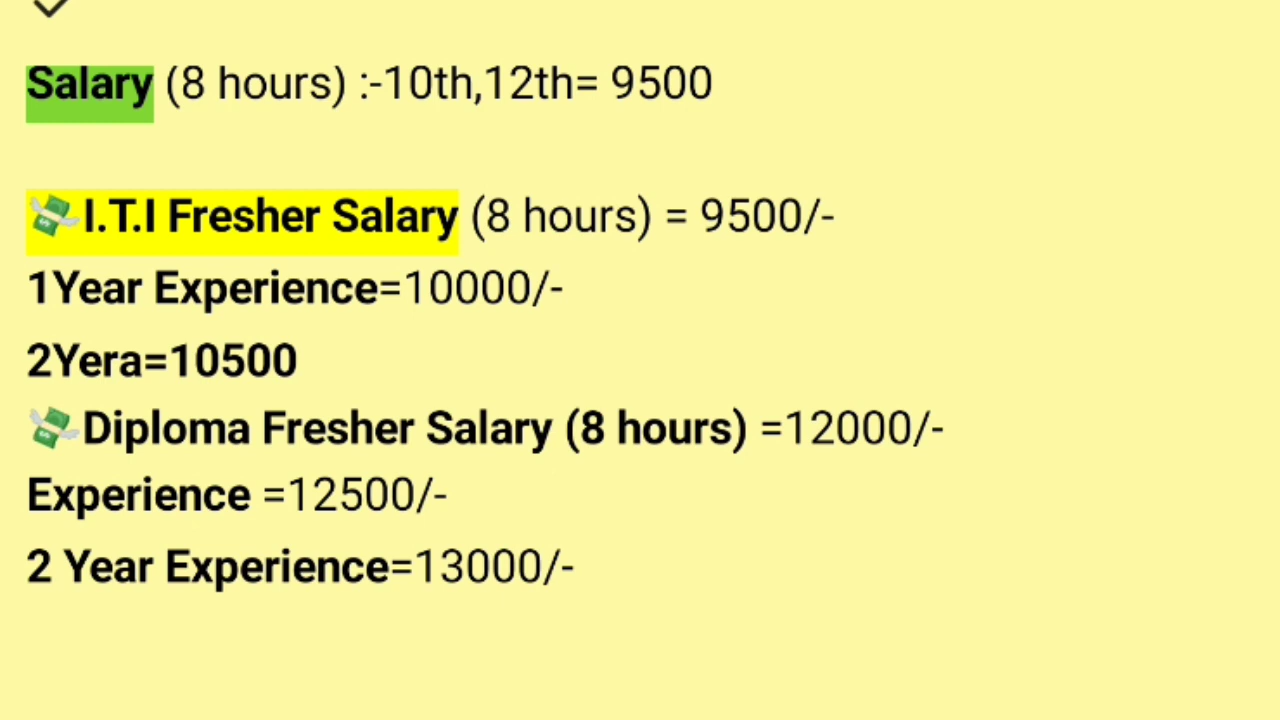 Salary (8 hours) :-10th,12th= 9500
💸I.T.I Fresher Salary (8 hours) = 9500/-
1Year Experience=10000/-
2Yera=10500
💸Diploma Fresher Salary (8 hours) =12000/-
Experience =12500/-
2 Year Experience=13000/-